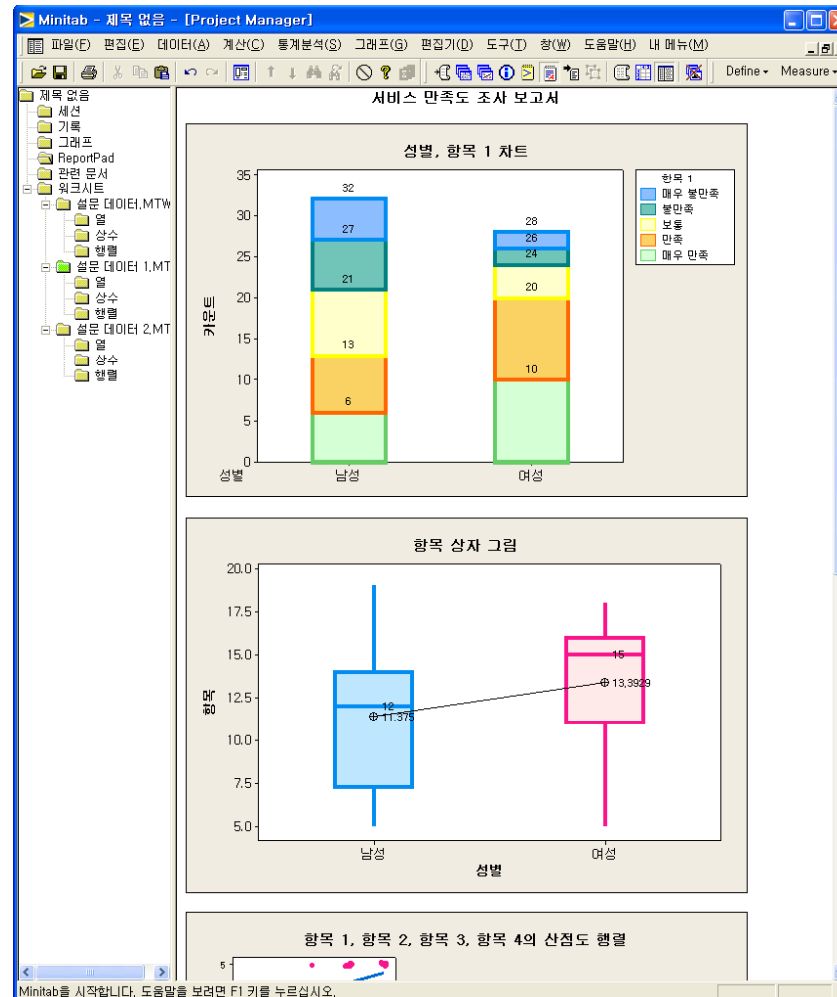 Minitab - 제목 없음 - [Project Manager]
파일(F) 편집(E) 데이터(A) 계산(C) 통계분석(S) 그래프(G) 편집기(D) 도구(T) 창(W) 도움말(H) 내 메뉴(M)
Define Measure
제목 없음
세션
기록
그래프
ReportPad
관련 문서
워크시트
설문 데이터,MTW
열
상수
행렬
설문 데이터 1,MT
열
상수
행렬
설문 데이터 2,MT
열
상수
행렬
서비스 만족도 조사 보고서
성별, 항목 1 차트
35
30
25
20
15
10
5
0
카운트
32
27
21
13
6
28
26
24
20
10
성별
남성
여성
항목 1
매우 불만족
불만족
보통
만족
매우 만족
항목 상자 그림
20.0
17.5
15.0
12.5
10.0
7.5
5.0
항목
12
11.375
15
13,3929
남성
여성
성별
항목 1, 항목 2, 항목 3, 항목 4의 산점도 행렬
5
Minitab을 시작합니다. 도움말을 보려면 F1 키를 누르십시오.